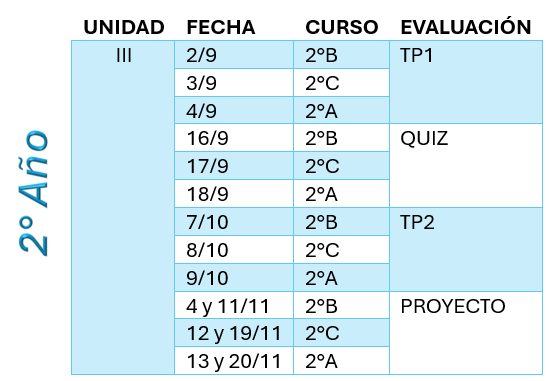 2° Año
UNIDAD FECHA CURSO EVALUACIÓN
III 2/9 2°B TP1
3/9 2°C
4/9 2°A
16/9 2°B QUIZ
17/9 2°C
18/9 2°A
7/10 2°B TP2
8/10 2°C
9/10 2°A
4 y 11/11 2°B PROYECTO
12 y 19/11 2°C
13 y 20/11 2°A